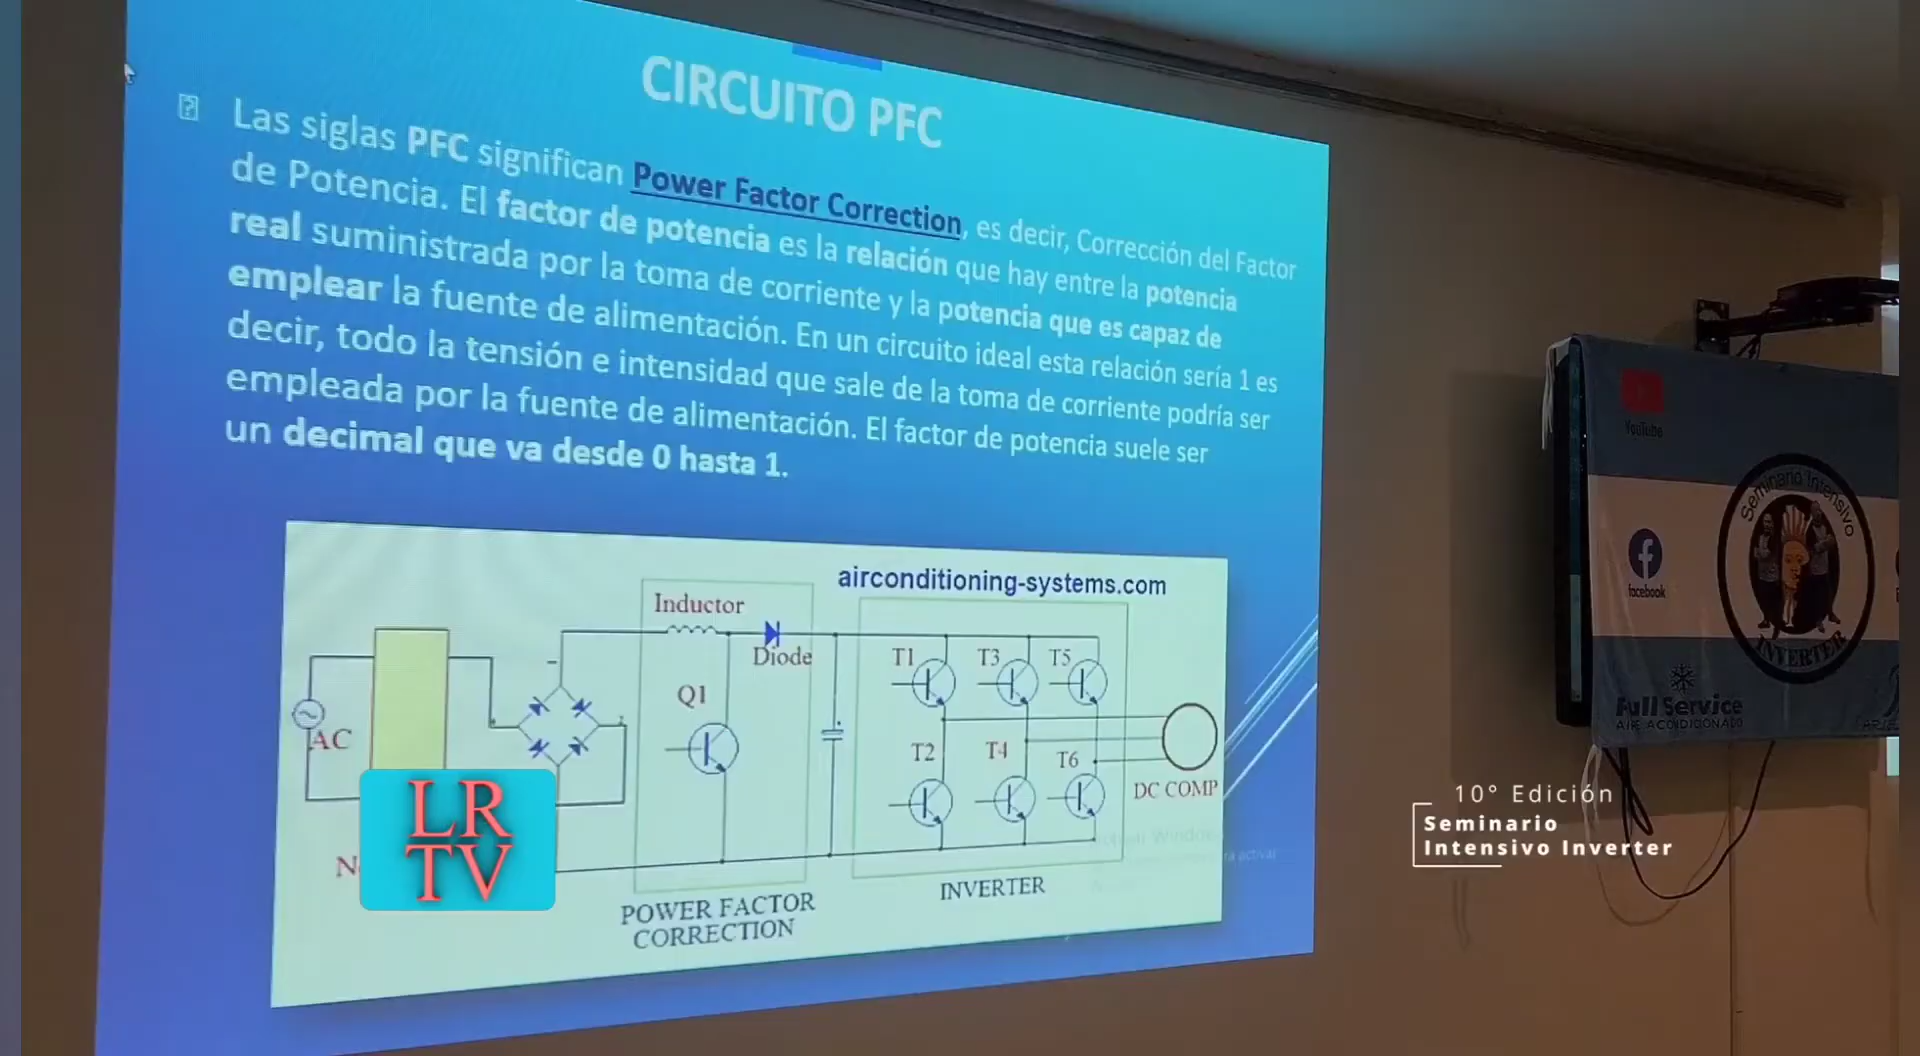 CIRCUITO PFC
Las siglas PFC significan Power Factor Correction, es decir, Corrección del Factor
de Potencia. El factor de potencia es la relación que hay entre la potencia
real suministrada por la toma de corriente y la potencia que es capaz de
emplear la fuente de alimentación. En un circuito ideal esta relación sería 1 es
decir, todo la tensión e intensidad que sale de la toma de corriente podría ser
empleada por la fuente de alimentación. El factor de potencia suele ser
un decimal que va desde 0 hasta 1.
airconditioning-systems.com
Inductor
Diode
Q1
AC
T1
T3
T5
T2
T4
T6
DC COMP
POWER FACTOR
CORRECTION
INVERTER
LR
TV
YouTube
facebook
Seminario Intensivo
INVERTER
Full Service
AIRE ACONDICIONADO
10° Edición
Seminario
Intensivo Inverter